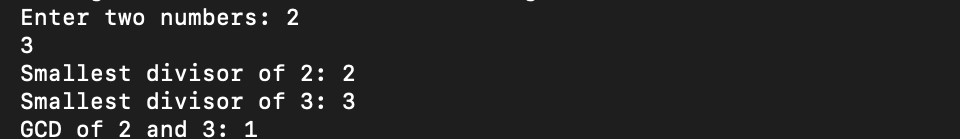 Enter two numbers: 2
3
Smallest divisor of 2: 2
Smallest divisor of 3: 3
GCD of 2 and 3: 1